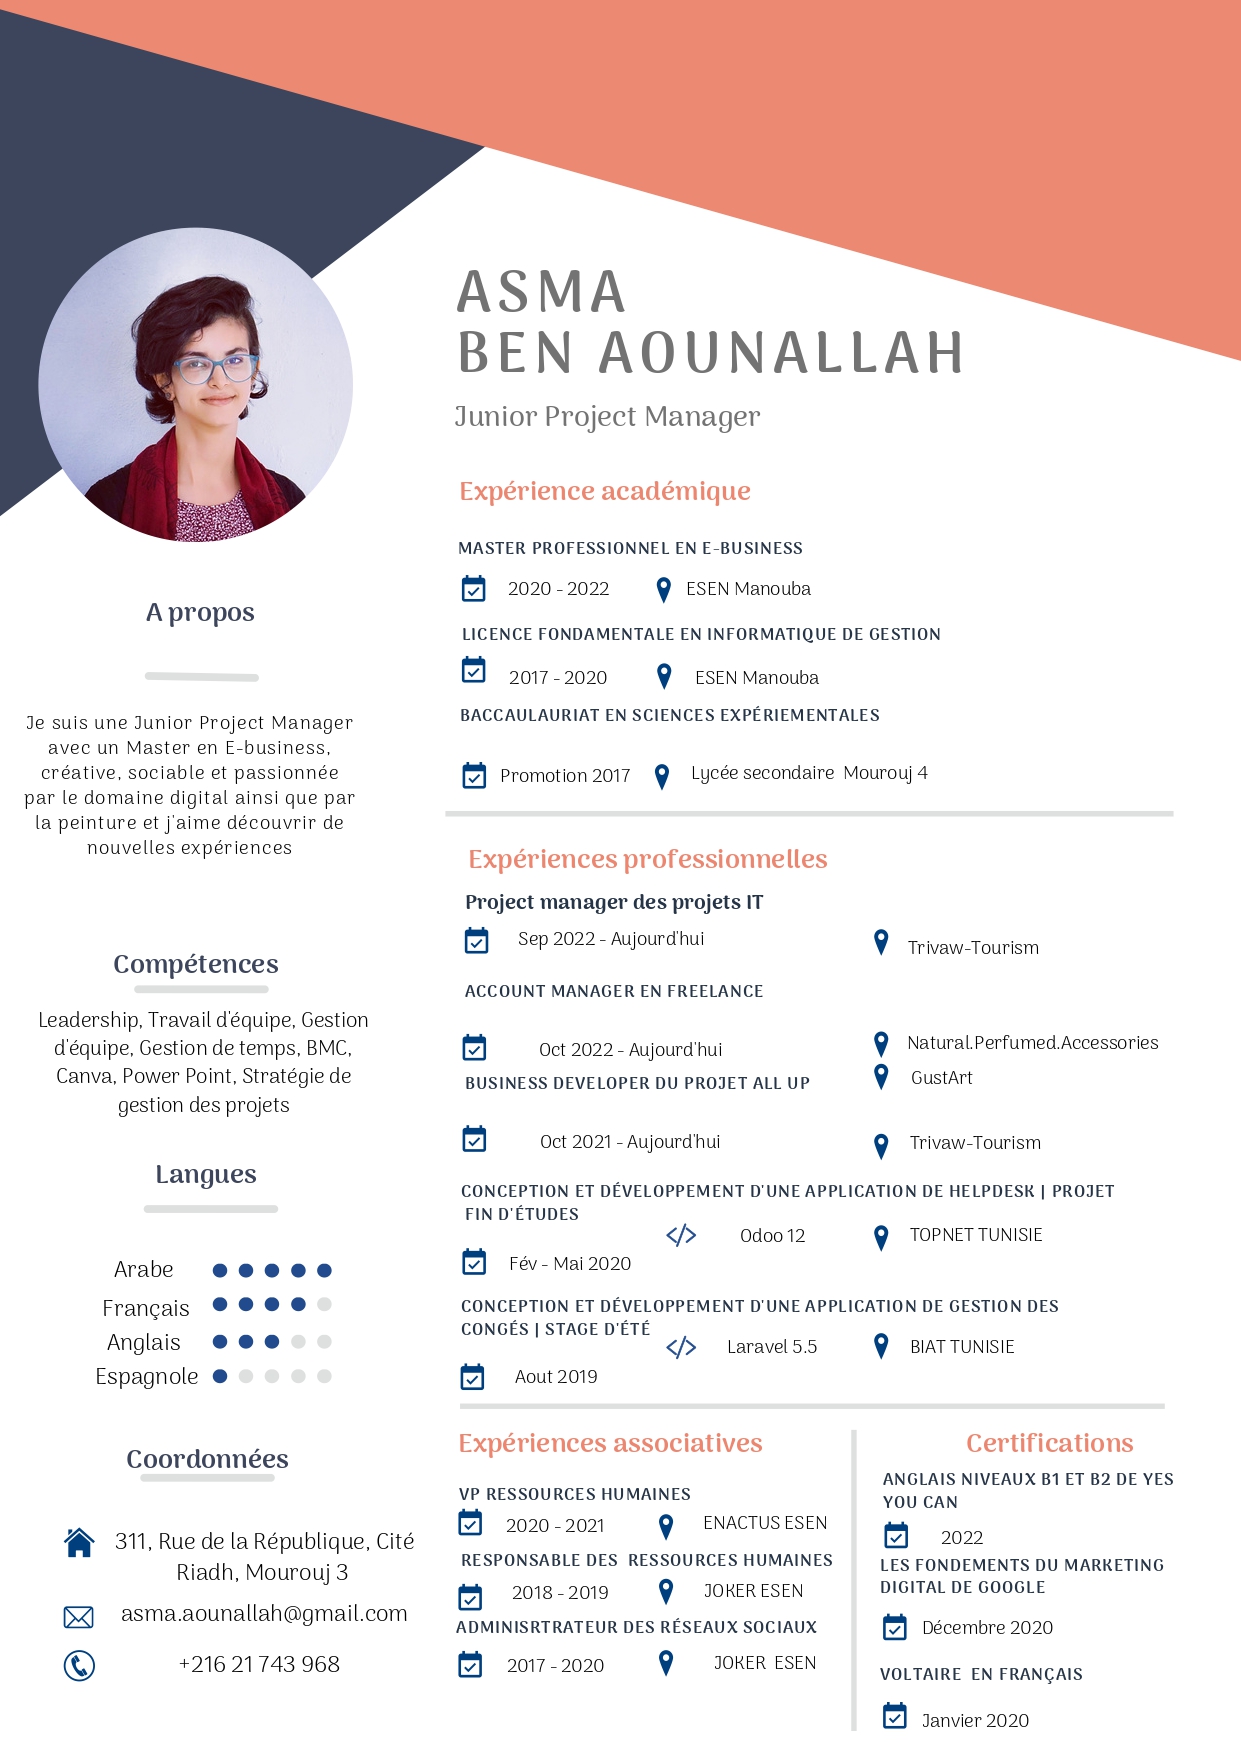 ASMA
BEN AOUNALLAH
Junior Project Manager
A propos
Je suis une Junior Project Manager
avec un Master en E-business,
créative, sociable et passionnée
par le domaine digital ainsi que par
la peinture et j'aime découvrir de
nouvelles expériences
Compétences
Leadership, Travail d'équipe, Gestion
d'équipe, Gestion de temps, BMC,
Canva, Power Point, Stratégie de
gestion des projets
Langues
Arabe
Français
Anglais
Espagnole
Coordonnées
311, Rue de la République, Cité
Riadh, Mourouj 3
asma.aounallah@gmail.com
+216 21 743 968
Expérience académique
MASTER PROFESSIONNEL EN E-BUSINESS
2020 - 2022 ESEN Manouba
LICENCE FONDAMENTALE EN INFORMATIQUE DE GESTION
2017 - 2020 ESEN Manouba
BACCAULAURIAT EN SCIENCES EXPÉRIEMENTALES
Promotion 2017 Lycée secondaire Mourouj 4
Expériences professionnelles
Project manager des projets IT
Sep 2022 - Aujourd'hui Trivaw-Tourism
ACCOUNT MANAGER EN FREELANCE
Oct 2022 - Aujourd'hui Natural.Perfumed.Accessories
GustArt
BUSINESS DEVELOPER DU PROJET ALL UP
Oct 2021 - Aujourd'hui Trivaw-Tourism
CONCEPTION ET DÉVELOPPEMENT D'UNE APPLICATION DE HELPDESK | PROJET
FIN D'ÉTUDES
Odoo 12 TOPNET TUNISIE
Fév - Mai 2020
CONCEPTION ET DÉVELOPPEMENT D'UNE APPLICATION DE GESTION DES
CONGÉS | STAGE D'ÉTÉ
Laravel 5.5 BIAT TUNISIE
Aout 2019
Expériences associatives
VP RESSOURCES HUMAINES
2020 - 2021 ENACTUS ESEN
RESPONSABLE DES RESSOURCES HUMAINES
2018 - 2019 JOKER ESEN
ADMINISRTRATEUR DES RÉSEAUX SOCIAUX
2017 - 2020 JOKER ESEN
Certifications
ANGLAIS NIVEAUX B1 ET B2 DE YES
YOU CAN
2022
LES FONDEMENTS DU MARKETING
DIGITAL DE GOOGLE
Décembre 2020
VOLTAIRE EN FRANÇAIS
Janvier 2020